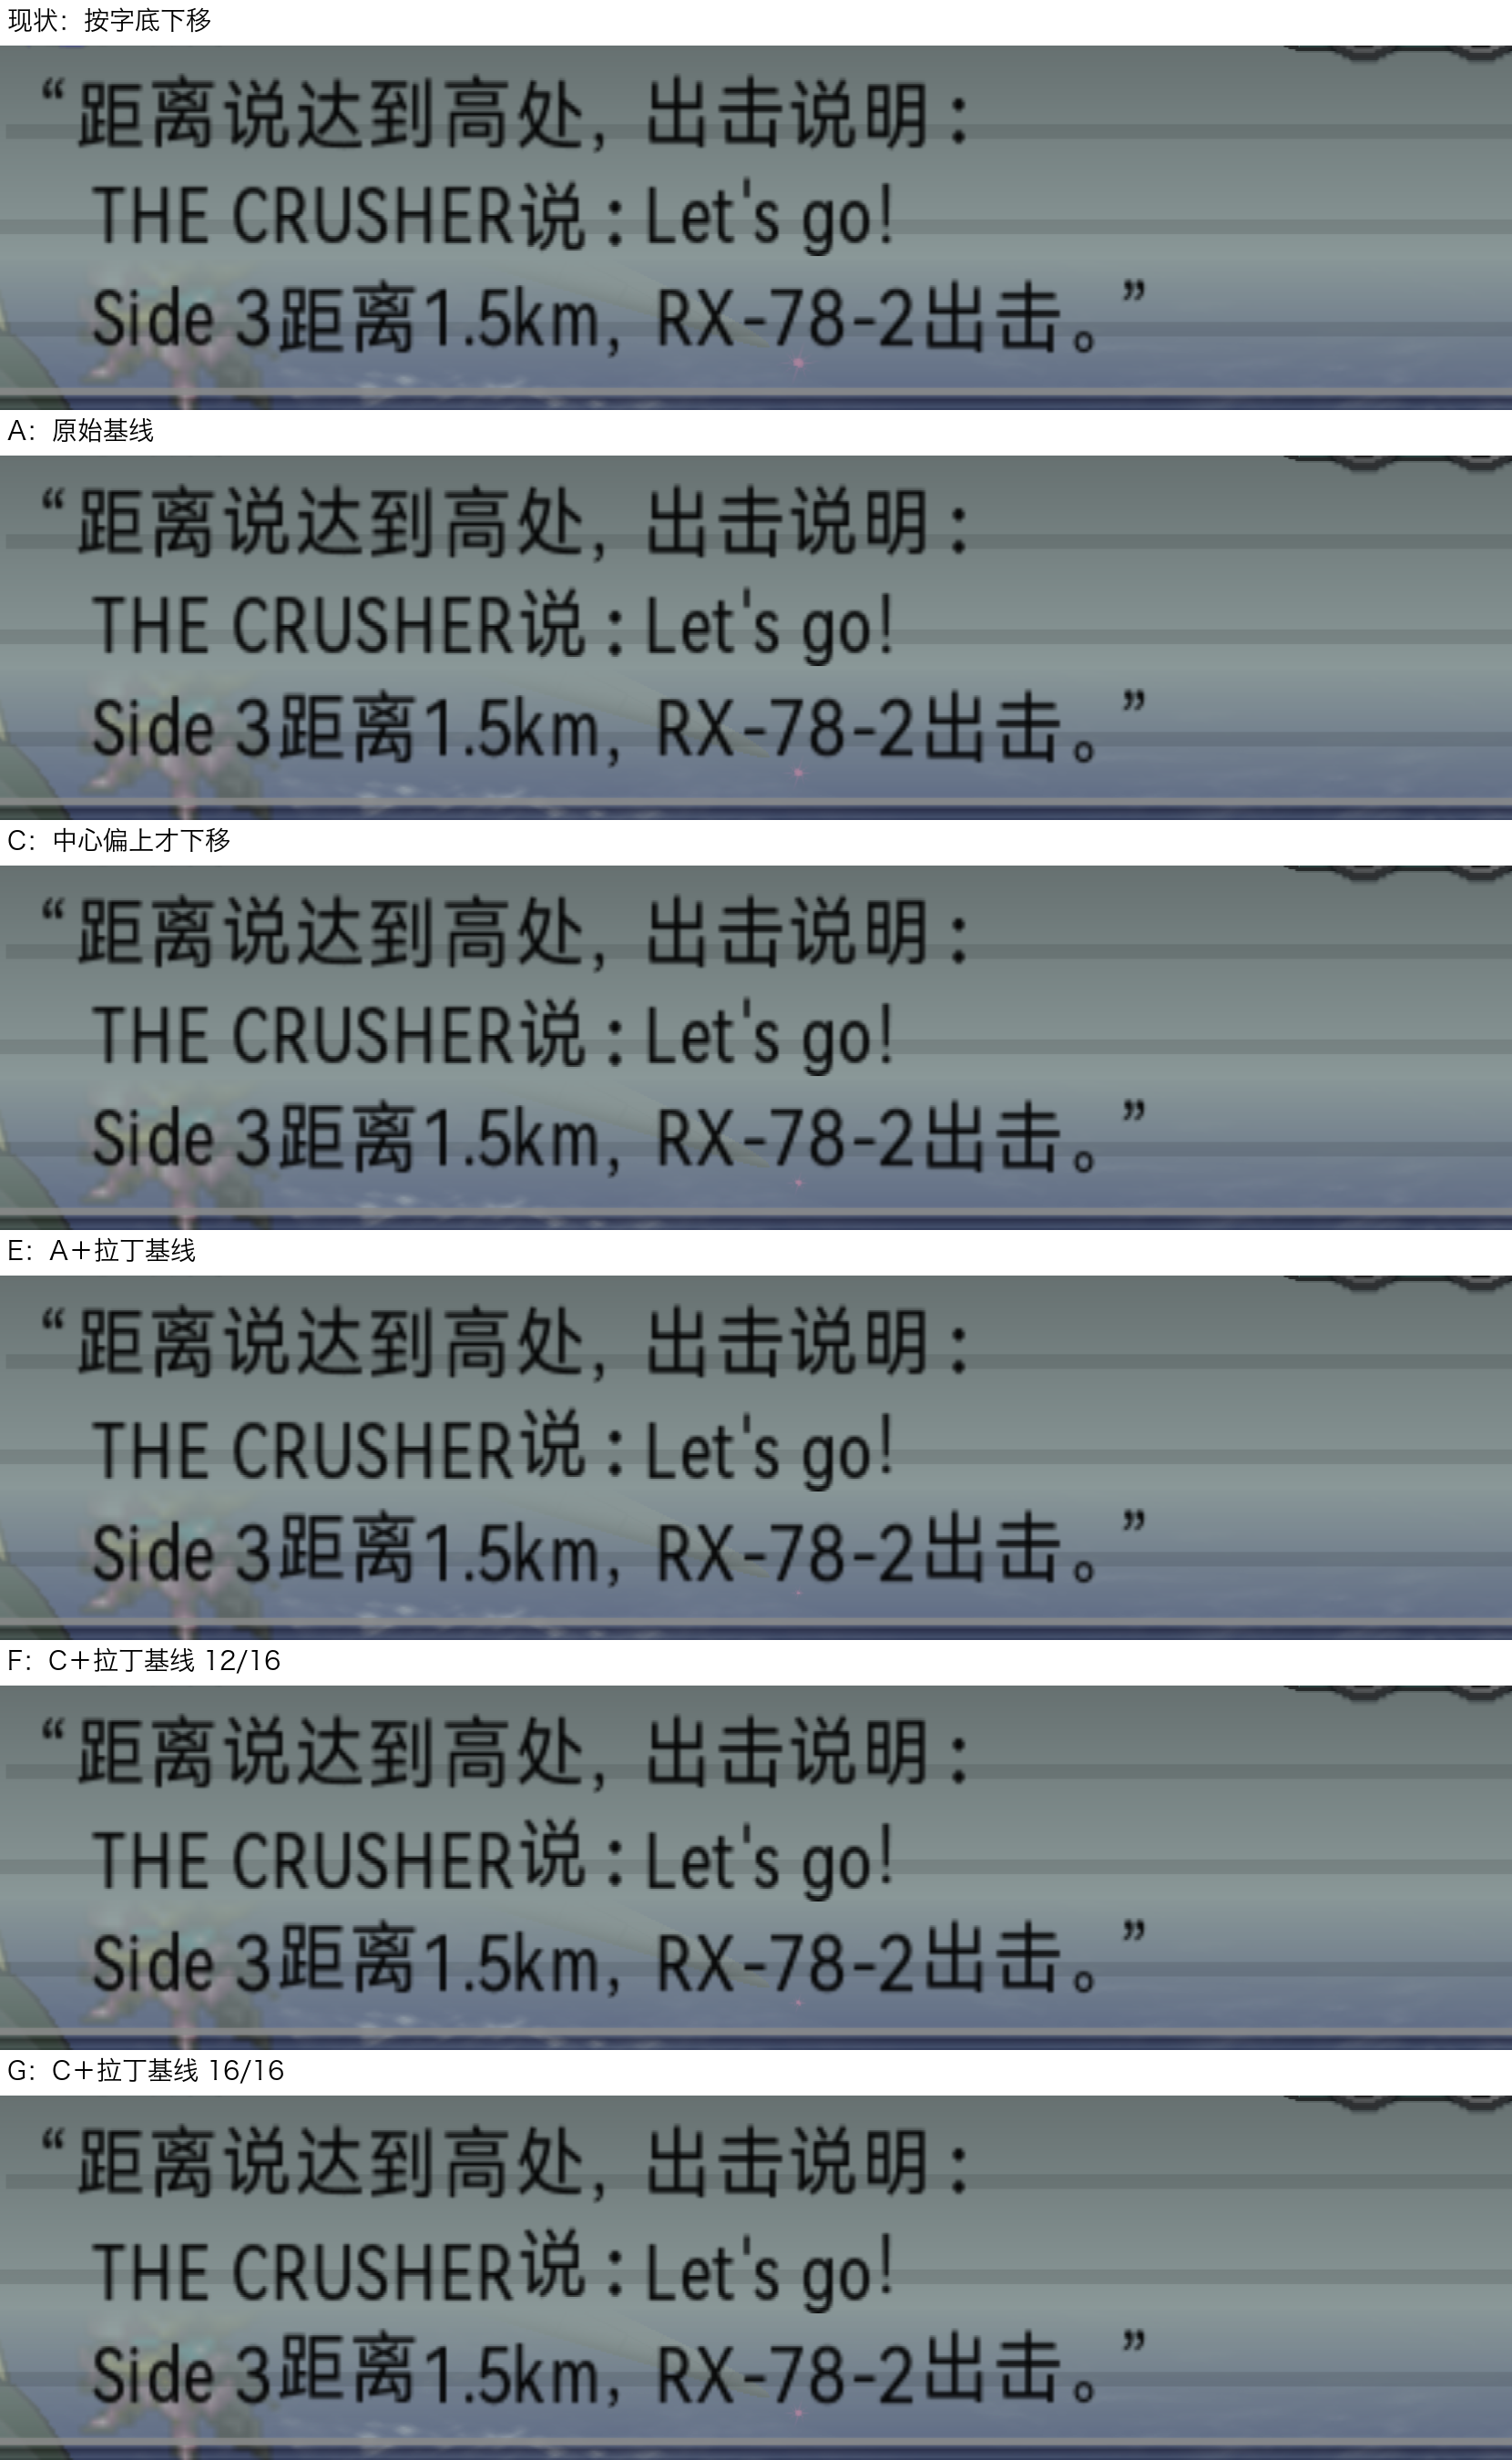 现状：按字底下移
“距离说达到高处，出击说明：
THE CRUSHER说：Let's go!
Side 3距离1.5km，RX-78-2出击。”
A：原始基线
“距离说达到高处，出击说明：
THE CRUSHER说：Let's go!
Side 3距离1.5km，RX-78-2出击。”
C：中心偏上才下移
“距离说达到高处，出击说明：
THE CRUSHER说：Let's go!
Side 3距离1.5km，RX-78-2出击。”
E：A＋拉丁基线
“距离说达到高处，出击说明：
THE CRUSHER说：Let's go!
Side 3距离1.5km，RX-78-2出击。”
F：C＋拉丁基线 12/16
“距离说达到高处，出击说明：
THE CRUSHER说：Let's go!
Side 3距离1.5km，RX-78-2出击。”
G：C＋拉丁基线 16/16
“距离说达到高处，出击说明：
THE CRUSHER说：Let's go!
Side 3距离1.5km，RX-78-2出击。”